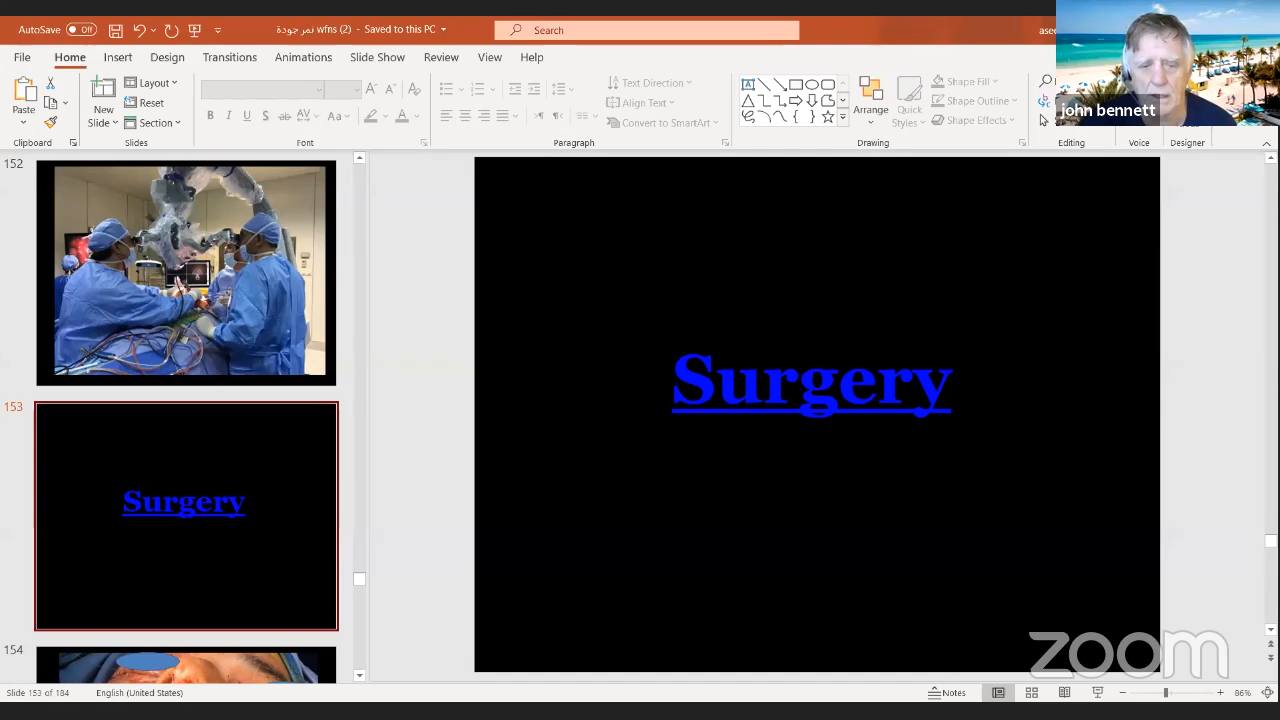 AutoSave Off
نمر جودة wfns (2) - Saved to this PC
Search
File Home Insert Design Transitions Animations Slide Show Review View Help
john bennett
Paste
New Slide
Layout
Reset
Section
Text Direction
Align Text
Convert to SmartArt
Arrange
Quick Styles
Shape Fill
Shape Outline
Shape Effects
Clipboard Slides Font Paragraph Drawing Editing Voice Designer
152
153
Surgery
154
Surgery
zoom
Slide 153 of 184 English (United States) Notes 86%